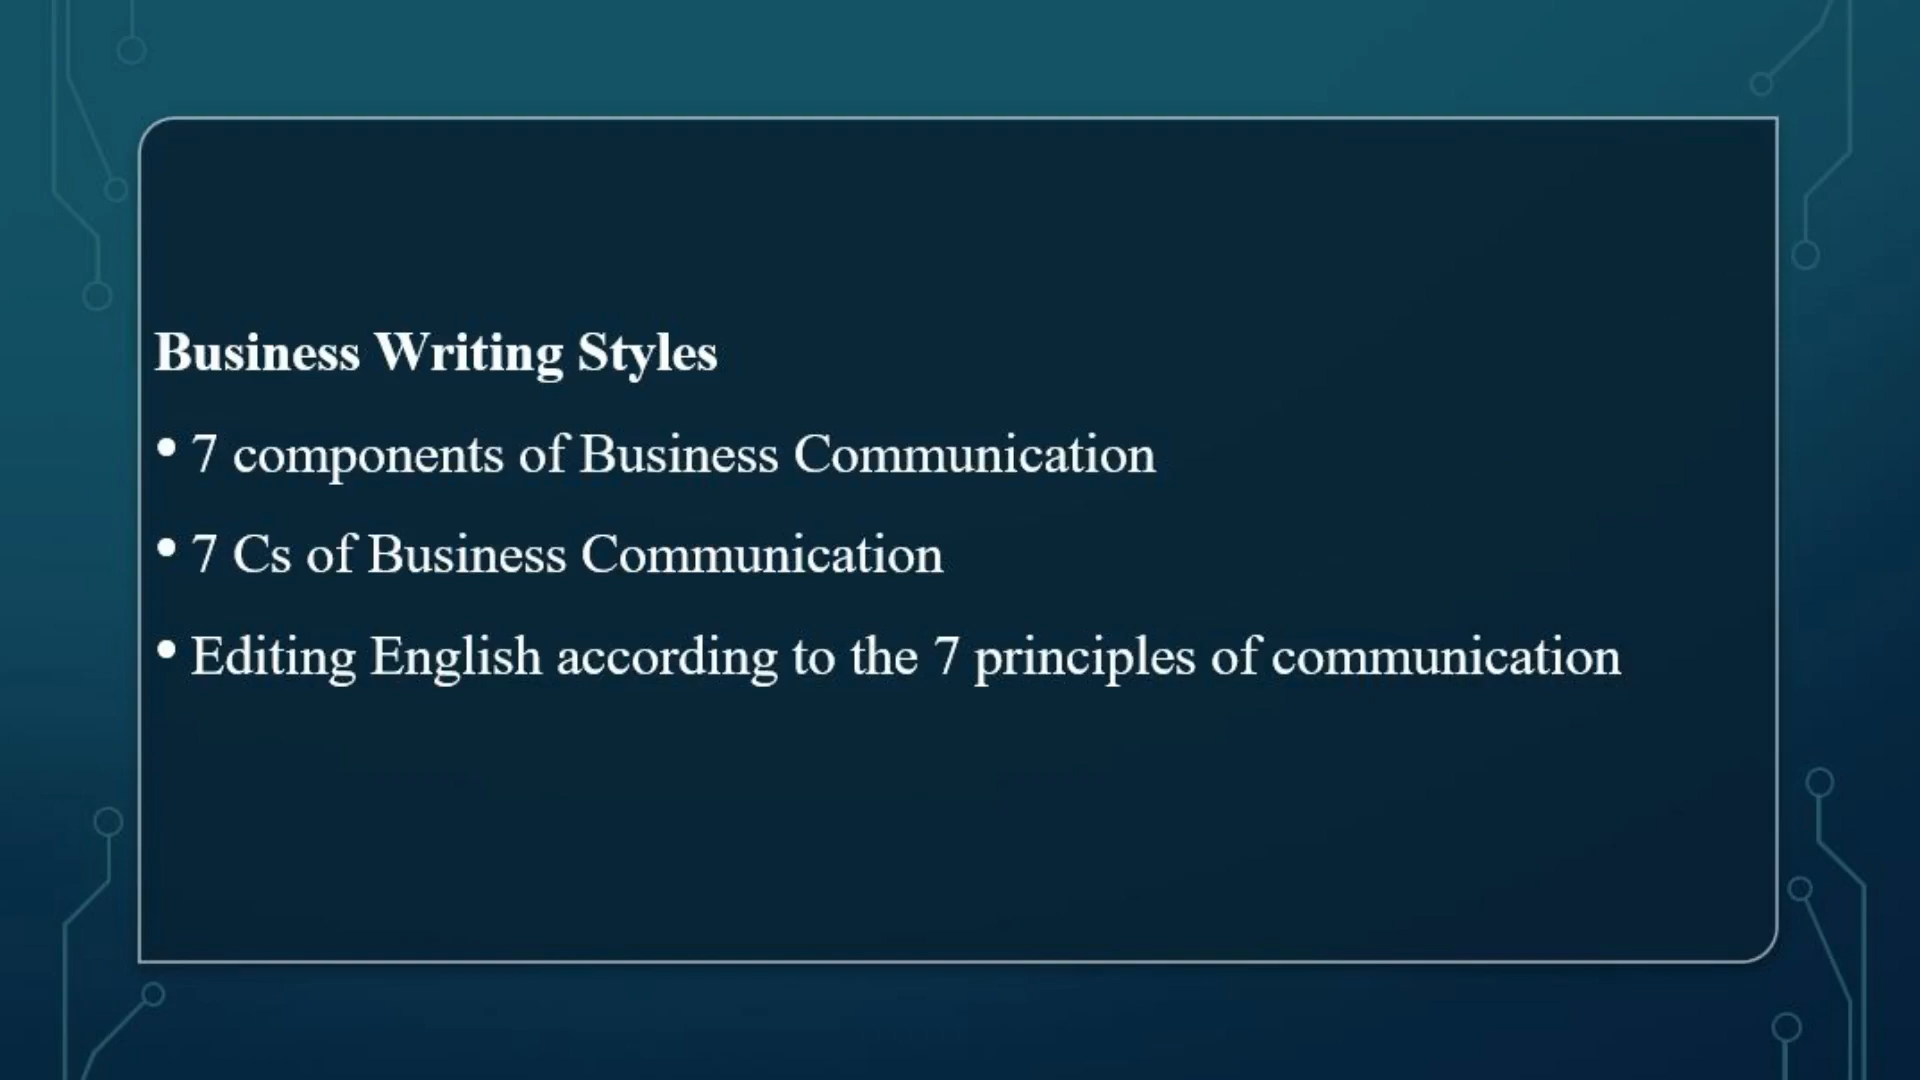 Business Writing Styles
• 7 components of Business Communication
• 7 Cs of Business Communication
• Editing English according to the 7 principles of communication